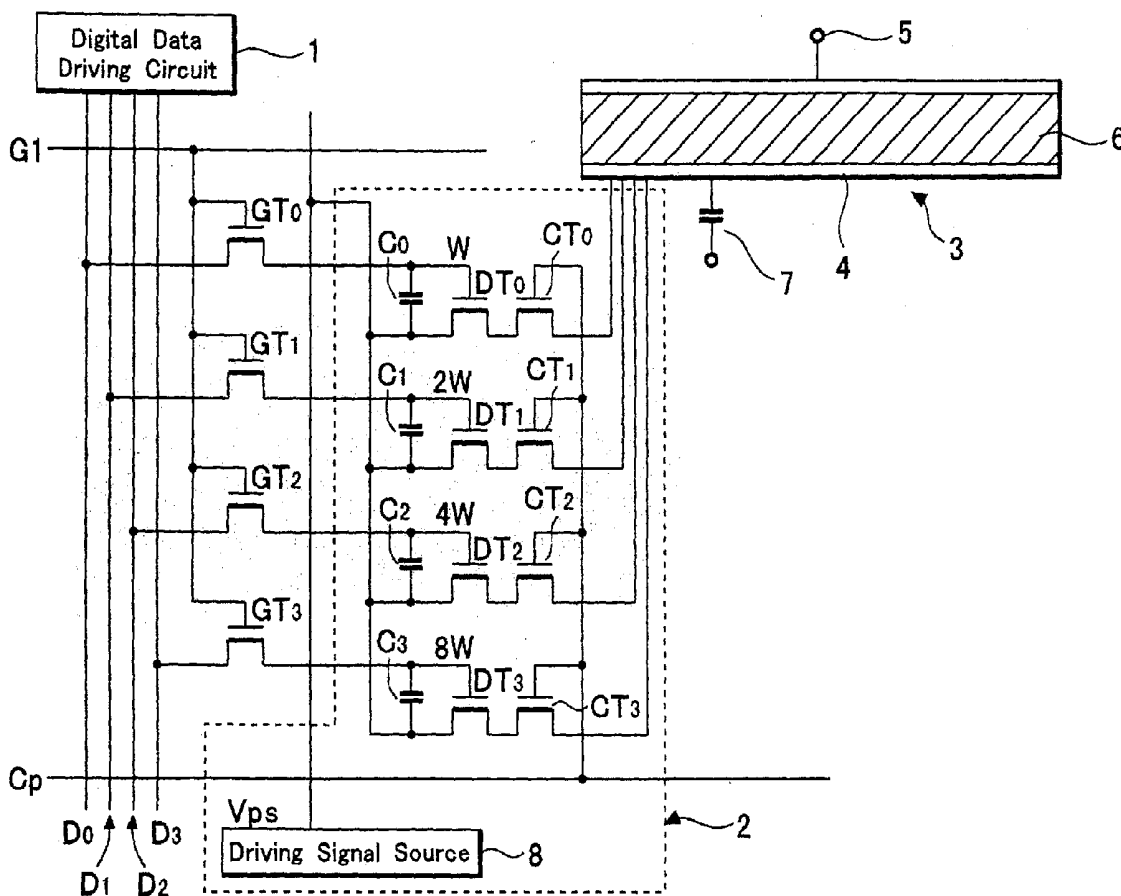 Digital Data
Driving Circuit
1
5
G1
6
GT0
C0
W
CT0
DT0
4
3
7
GT1
C1
2W
CT1
DT1
GT2
C2
4W
CT2
DT2
GT3
C3
8W
DT3
CT3
Cp
Vps
D0
D3
2
Driving Signal Source
8
D1
D2